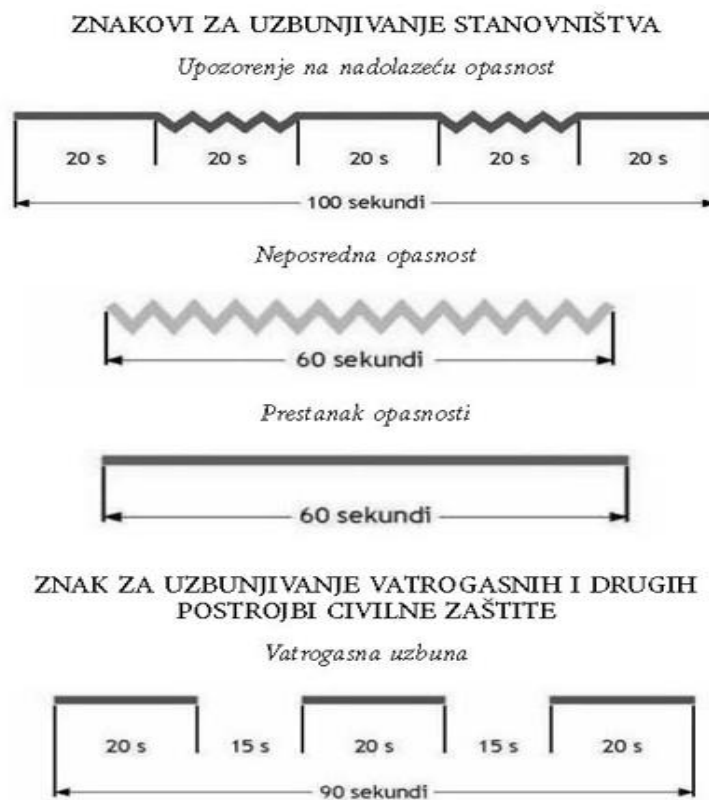 ZNAKOVI ZA UZBUNJIVANJE STANOVNIŠTVA
Upozorenje na nadolazeću opasnost
20 s 20 s 20 s 20 s 20 s
100 sekundi
Neposredna opasnost
60 sekundi
Prestanak opasnosti
60 sekundi
ZNAK ZA UZBUNJIVANJE VATROGASNIH I DRUGIH
POSTROJBI CIVILNE ZAŠTITE
Vatrogasna uzbuna
20 s 15 s 20 s 15 s 20 s
90 sekundi